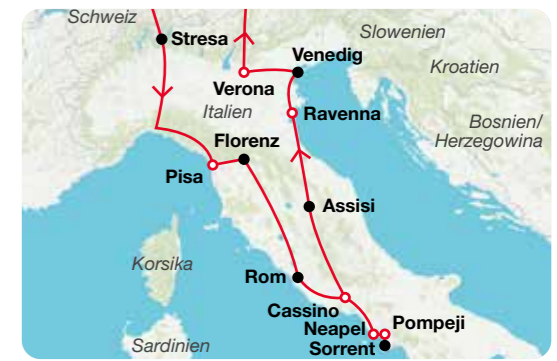 Schweiz
Stresa
Slowenien
Venedig
Kroatien
Verona
Italien
Ravenna
Bosnien/
Herzegowina
Florenz
Pisa
Assisi
Korsika
Rom
Cassino
Neapel
Pompeji
Sorrent
Sardinien